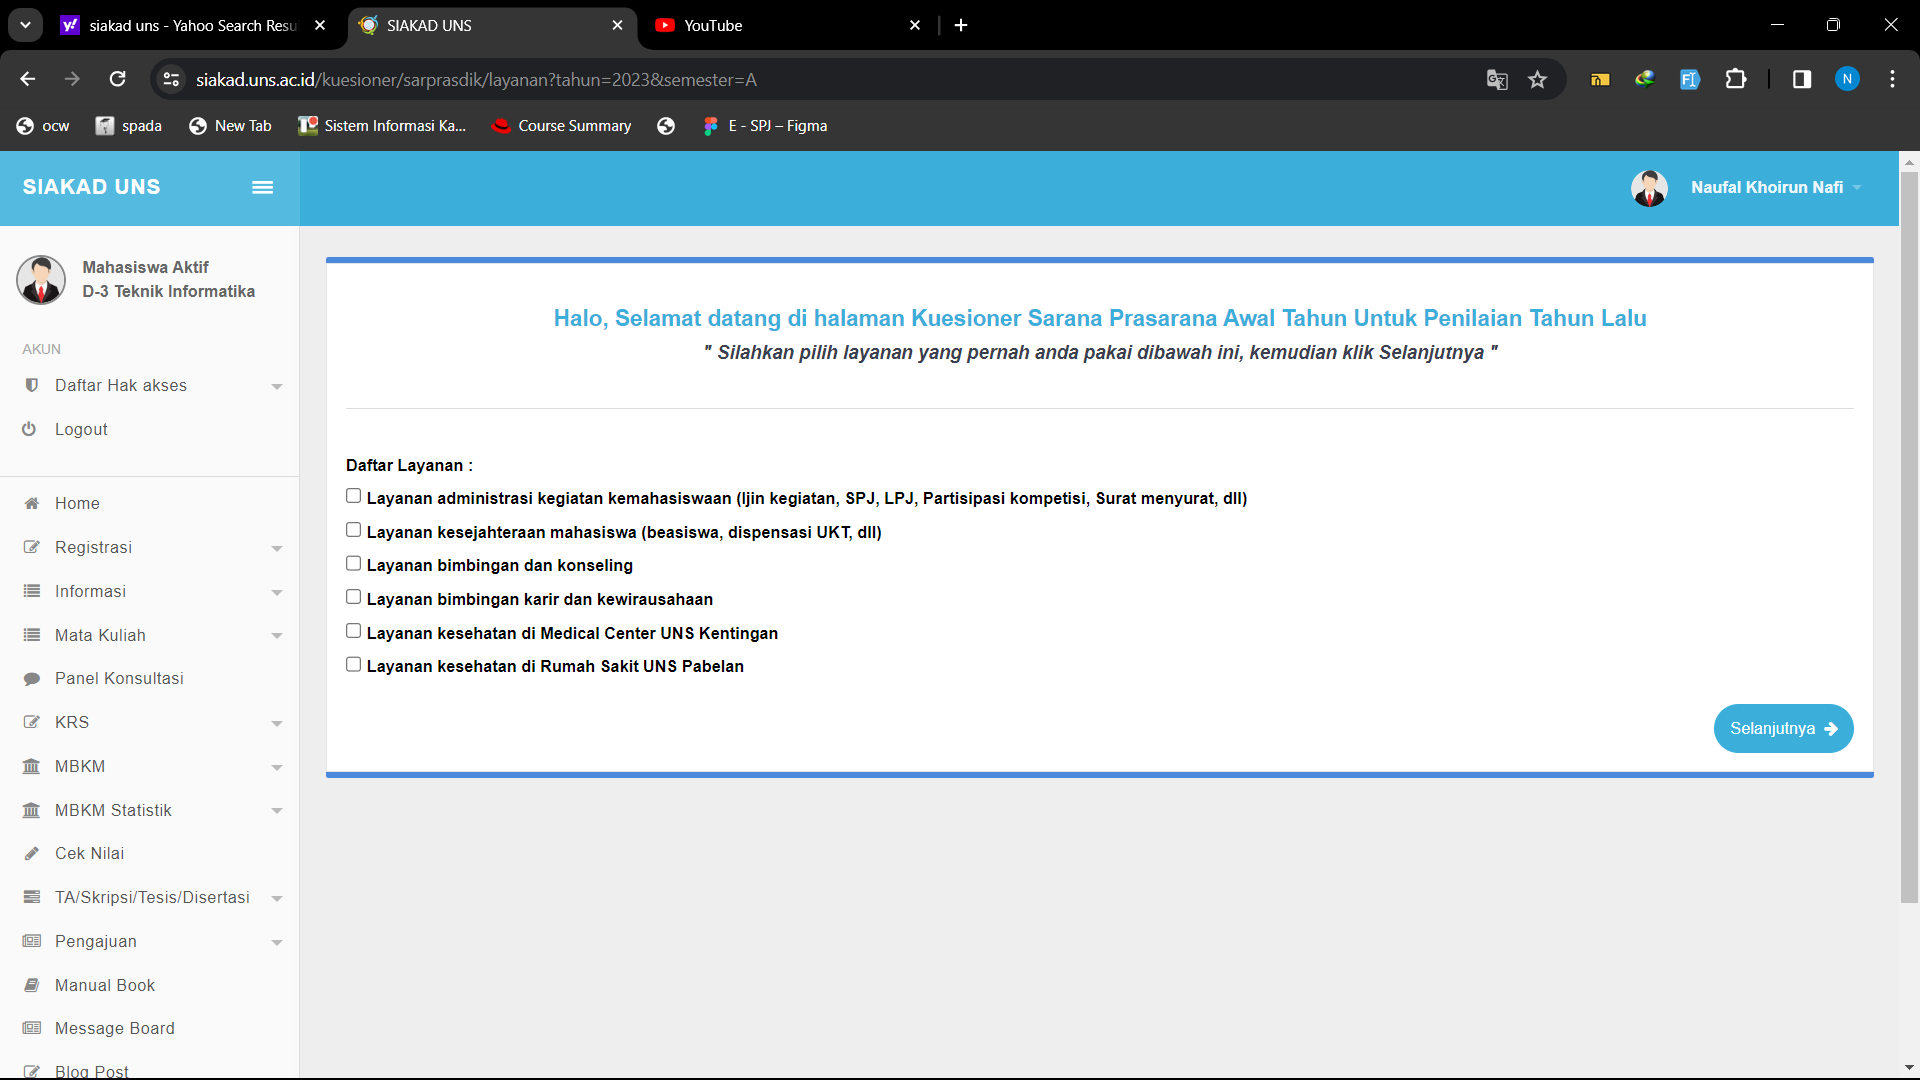 siakad uns - Yahoo Search Resu
SIAKAD UNS
YouTube
siakad.uns.ac.id/kuesioner/sarprasdik/layanan?tahun=2023&semester=A
N
ocw
spada
New Tab
Sistem Informasi Ka...
Course Summary
E - SPJ – Figma
SIAKAD UNS
Naufal Khoirun Nafi
Mahasiswa Aktif
D-3 Teknik Informatika
AKUN
Daftar Hak akses
Logout
Home
Registrasi
Informasi
Mata Kuliah
Panel Konsultasi
KRS
MBKM
MBKM Statistik
Cek Nilai
TA/Skripsi/Tesis/Disertasi
Pengajuan
Manual Book
Message Board
Blog Post
Halo, Selamat datang di halaman Kuesioner Sarana Prasarana Awal Tahun Untuk Penilaian Tahun Lalu
" Silahkan pilih layanan yang pernah anda pakai dibawah ini, kemudian klik Selanjutnya "
Daftar Layanan :
Layanan administrasi kegiatan kemahasiswaan (Ijin kegiatan, SPJ, LPJ, Partisipasi kompetisi, Surat menyurat, dll)
Layanan kesejahteraan mahasiswa (beasiswa, dispensasi UKT, dll)
Layanan bimbingan dan konseling
Layanan bimbingan karir dan kewirausahaan
Layanan kesehatan di Medical Center UNS Kentingan
Layanan kesehatan di Rumah Sakit UNS Pabelan
Selanjutnya